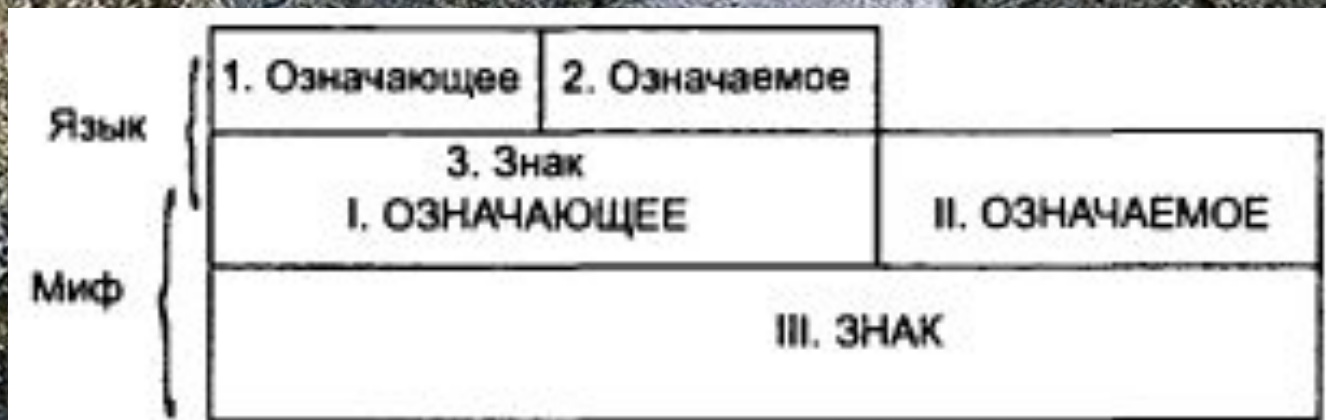 1. Означающее 2. Означаемое
Язык
3. Знак
I. ОЗНАЧАЮЩЕЕ II. ОЗНАЧАЕМОЕ
Миф
III. ЗНАК